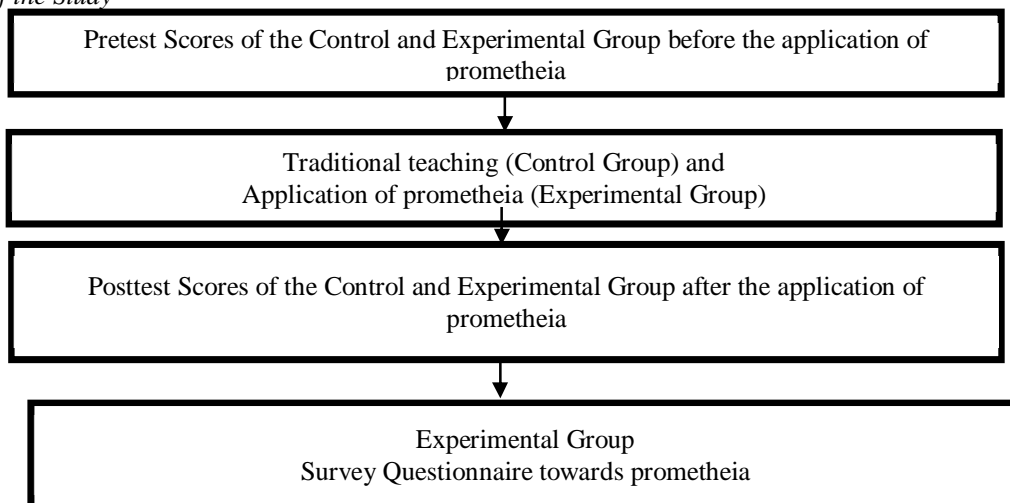 the Study
Pretest Scores of the Control and Experimental Group before the application of
prometheia
Traditional teaching (Control Group) and
Application of prometheia (Experimental Group)
Posttest Scores of the Control and Experimental Group after the application of
prometheia
Experimental Group
Survey Questionnaire towards prometheia